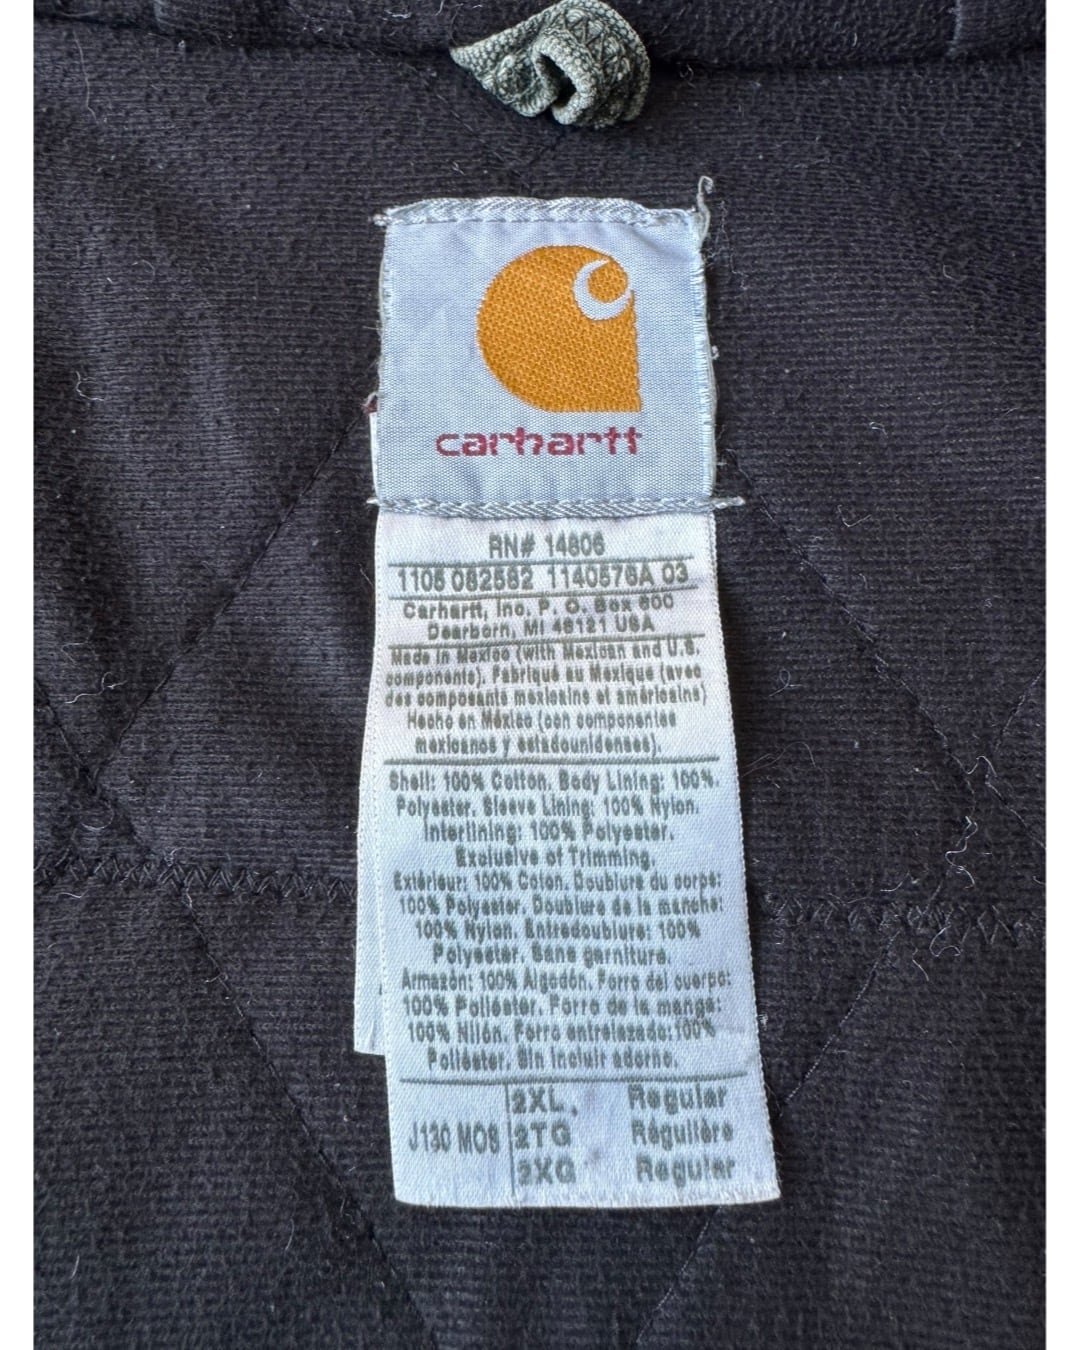 carhartt
RN# 14806
1105 082582 1140576A 03
Carhartt, Inc. P. O. Box 600
Dearborn, MI 48121 USA
Made in Mexico (with Mexican and U.S.
components). Fabriqué au Mexique (avec
des composants mexicains et américains)
Hecho en México (con componentes
mexicanos y estadounidenses).
Shell: 100% Cotton. Body Lining: 100%
Polyester. Sleeve Lining: 100% Nylon.
Interlining: 100% Polyester.
Exclusive of Trimming.
Extérieur: 100% Coton. Doublure du corps:
100% Polyester. Doublure de la manche:
100% Nylon. Entredoublure: 100%
Polyester. Sans garniture.
Armazón: 100% Algodón. Forro del cuerpo:
100% Poliéster. Forro de la manga:
100% Nilón. Forro entrelazado: 100%
Poliéster. Sin incluir adorno.
J130 MOS
2XL Regular
2TG Régulière
2XG Regular